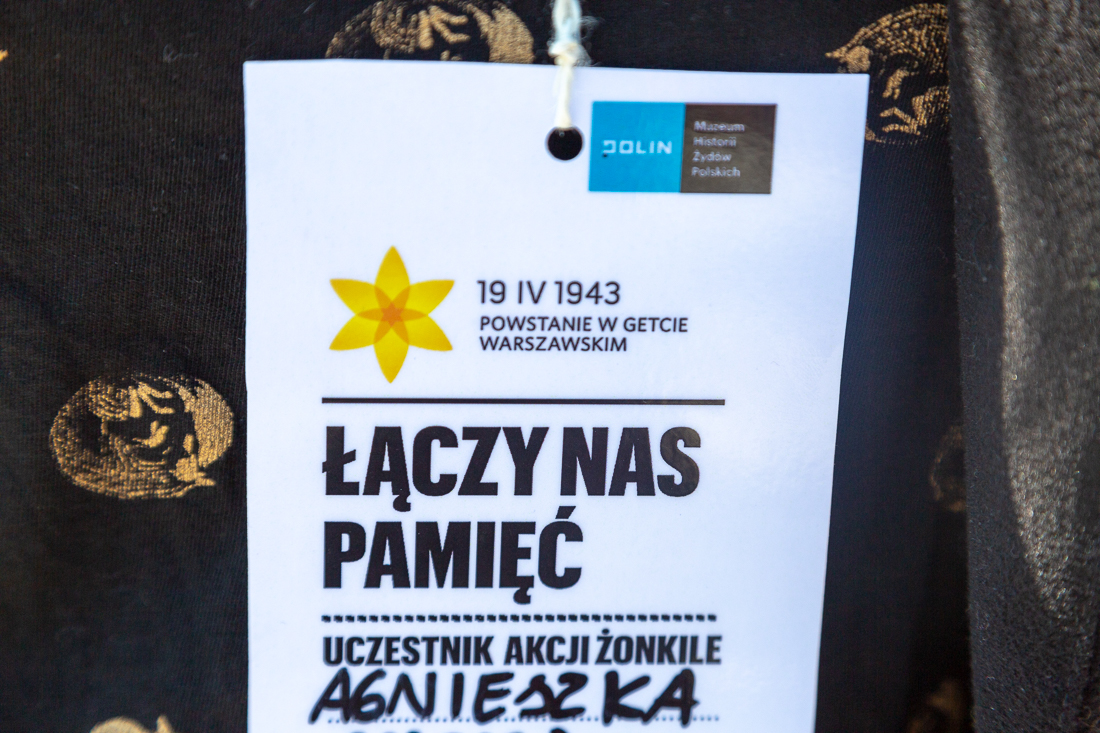 POLIN
Muzeum
Historii
Żydów
Polskich
19 IV 1943
POWSTANIE W GETCIE
WARSZAWSKIM
ŁĄCZY NAS
PAMIĘĆ
UCZESTNIK AKCJI ŻONKILE
AGNIESZKA